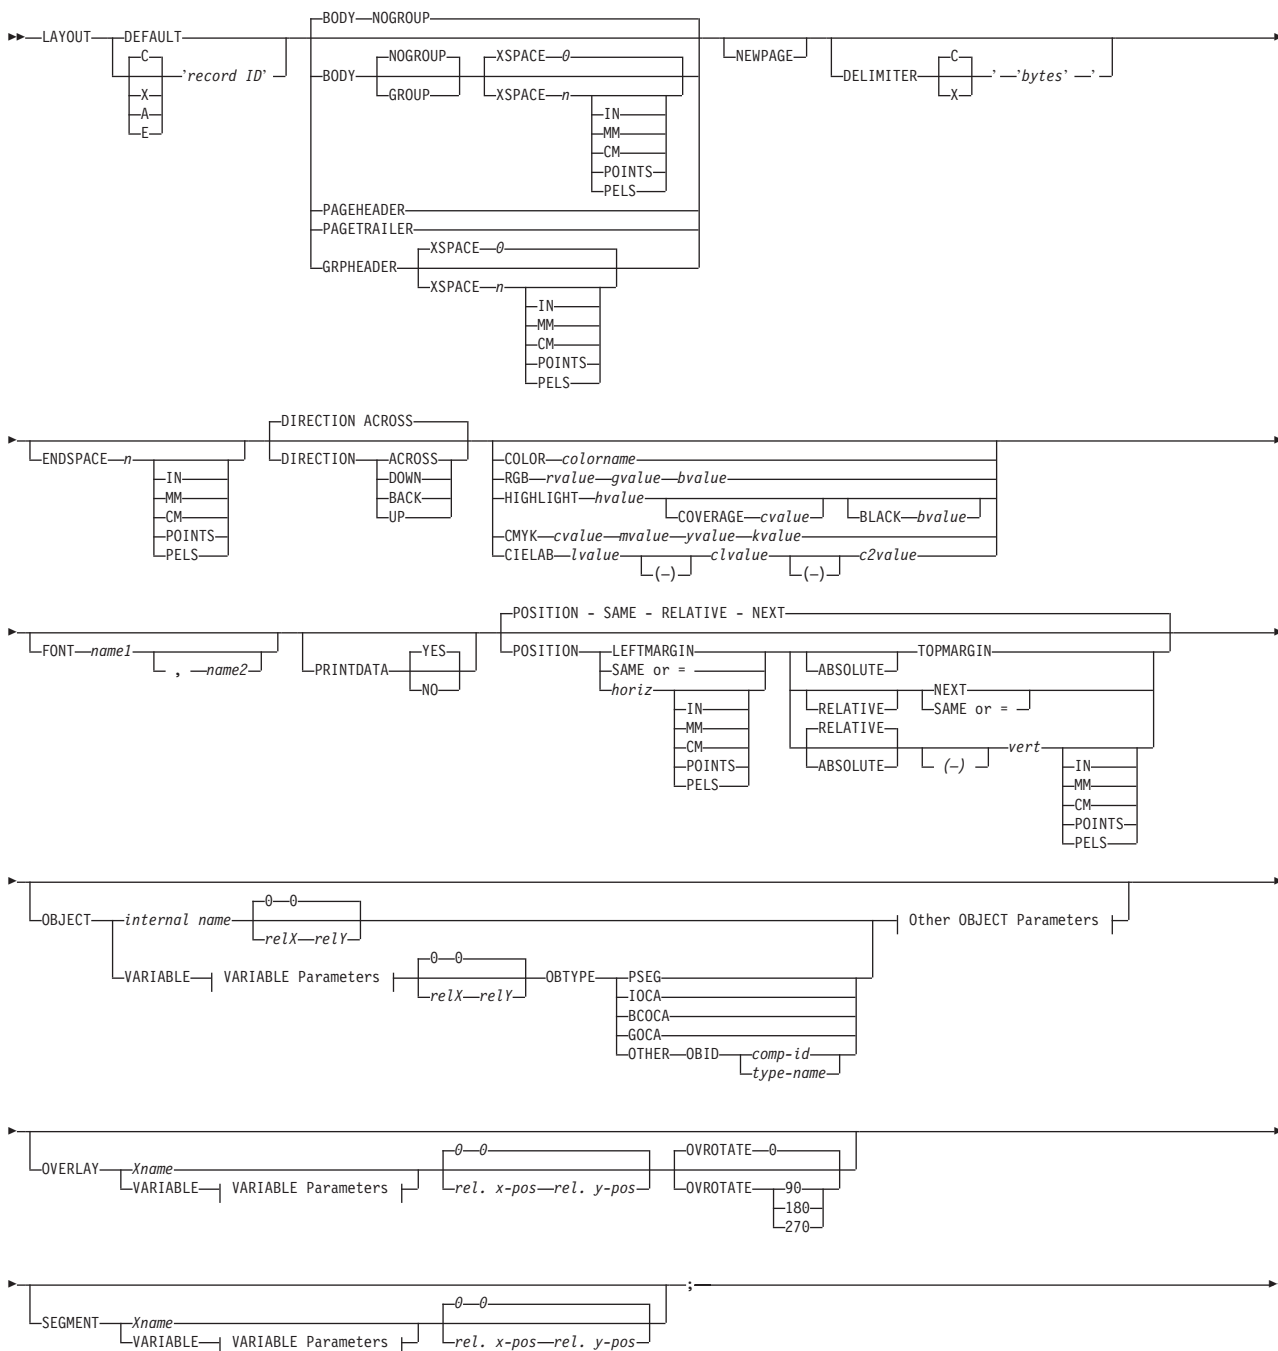 BODY NOGROUP
LAYOUT DEFAULT
C 'record ID' NOGROUP XSPACE 0 NEWPAGE C ' 'bytes' '
BODY DELIMITER
X GROUP XSPACE n X
A IN
E MM
CM
POINTS
PELS
PAGEHEADER
PAGETRAILER
XSPACE 0
GRPHEADER
XSPACE n
IN
MM
CM
POINTS
PELS
DIRECTION ACROSS
ENDSPACE n DIRECTION ACROSS COLOR colorname
IN DOWN RGB rvalue gvalue bvalue
MM BACK HIGHLIGHT hvalue
CM UP COVERAGE cvalue BLACK bvalue
POINTS CMYK cvalue mvalue yvalue kvalue
PELS CIELAB lvalue (–) c1value (–) c2value
POSITION - SAME - RELATIVE - NEXT
FONT name1 YES POSITION LEFTMARGIN TOPMARGIN
, name2 PRINTDATA SAME or = ABSOLUTE
NO horiz NEXT
IN RELATIVE SAME or =
MM RELATIVE
CM vert
POINTS ABSOLUTE (–) IN
PELS MM
CM
POINTS
PELS
0 0
OBJECT internal name Other OBJECT Parameters
relX relY
0 0
VARIABLE VARIABLE Parameters OBTYPE PSEG
relX relY IOCA
BCOCA
GOCA
OTHER OBID comp-id
type-name
0 0 OVROTATE 0
OVERLAY Xname
VARIABLE VARIABLE Parameters rel. x-pos rel. y-pos OVROTATE 90
180
270
;
0 0
SEGMENT Xname
VARIABLE VARIABLE Parameters rel. x-pos rel. y-pos